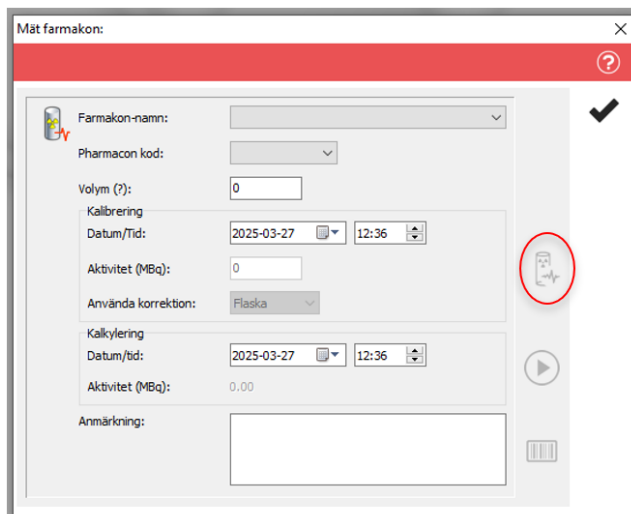 Mät farmakon:
Farmakon-namn:
Pharmacon kod:
Volym (?): 0
Kalibrering
Datum/Tid: 2025-03-27 12:36
Aktivitet (MBq): 0
Använda korrektion: Flaska
Kalkylering
Datum/tid: 2025-03-27 12:36
Aktivitet (MBq): 0.00
Anmärkning: